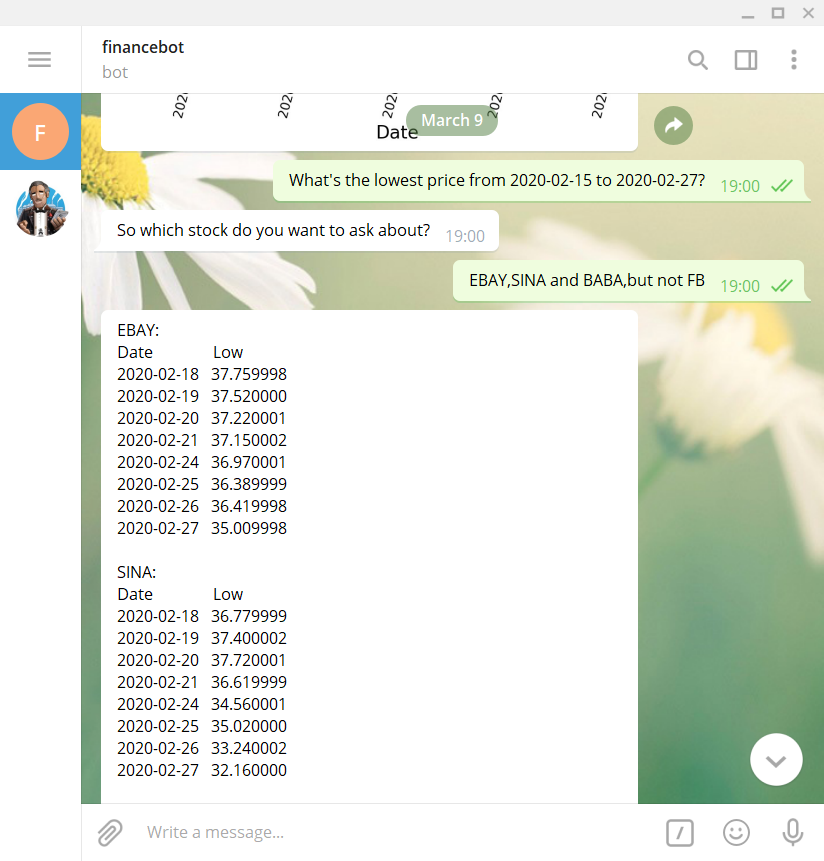 financebot
bot
F
Date
March 9
What's the lowest price from 2020-02-15 to 2020-02-27?
19:00
So which stock do you want to ask about?
19:00
EBAY,SINA and BABA,but not FB
19:00
EBAY:
Date Low
2020-02-18 37.759998
2020-02-19 37.520000
2020-02-20 37.220001
2020-02-21 37.150002
2020-02-24 36.970001
2020-02-25 36.389999
2020-02-26 36.419998
2020-02-27 35.009998
SINA:
Date Low
2020-02-18 36.779999
2020-02-19 37.400002
2020-02-20 37.720001
2020-02-21 36.619999
2020-02-24 34.560001
2020-02-25 35.020000
2020-02-26 33.240002
2020-02-27 32.160000
Write a message...